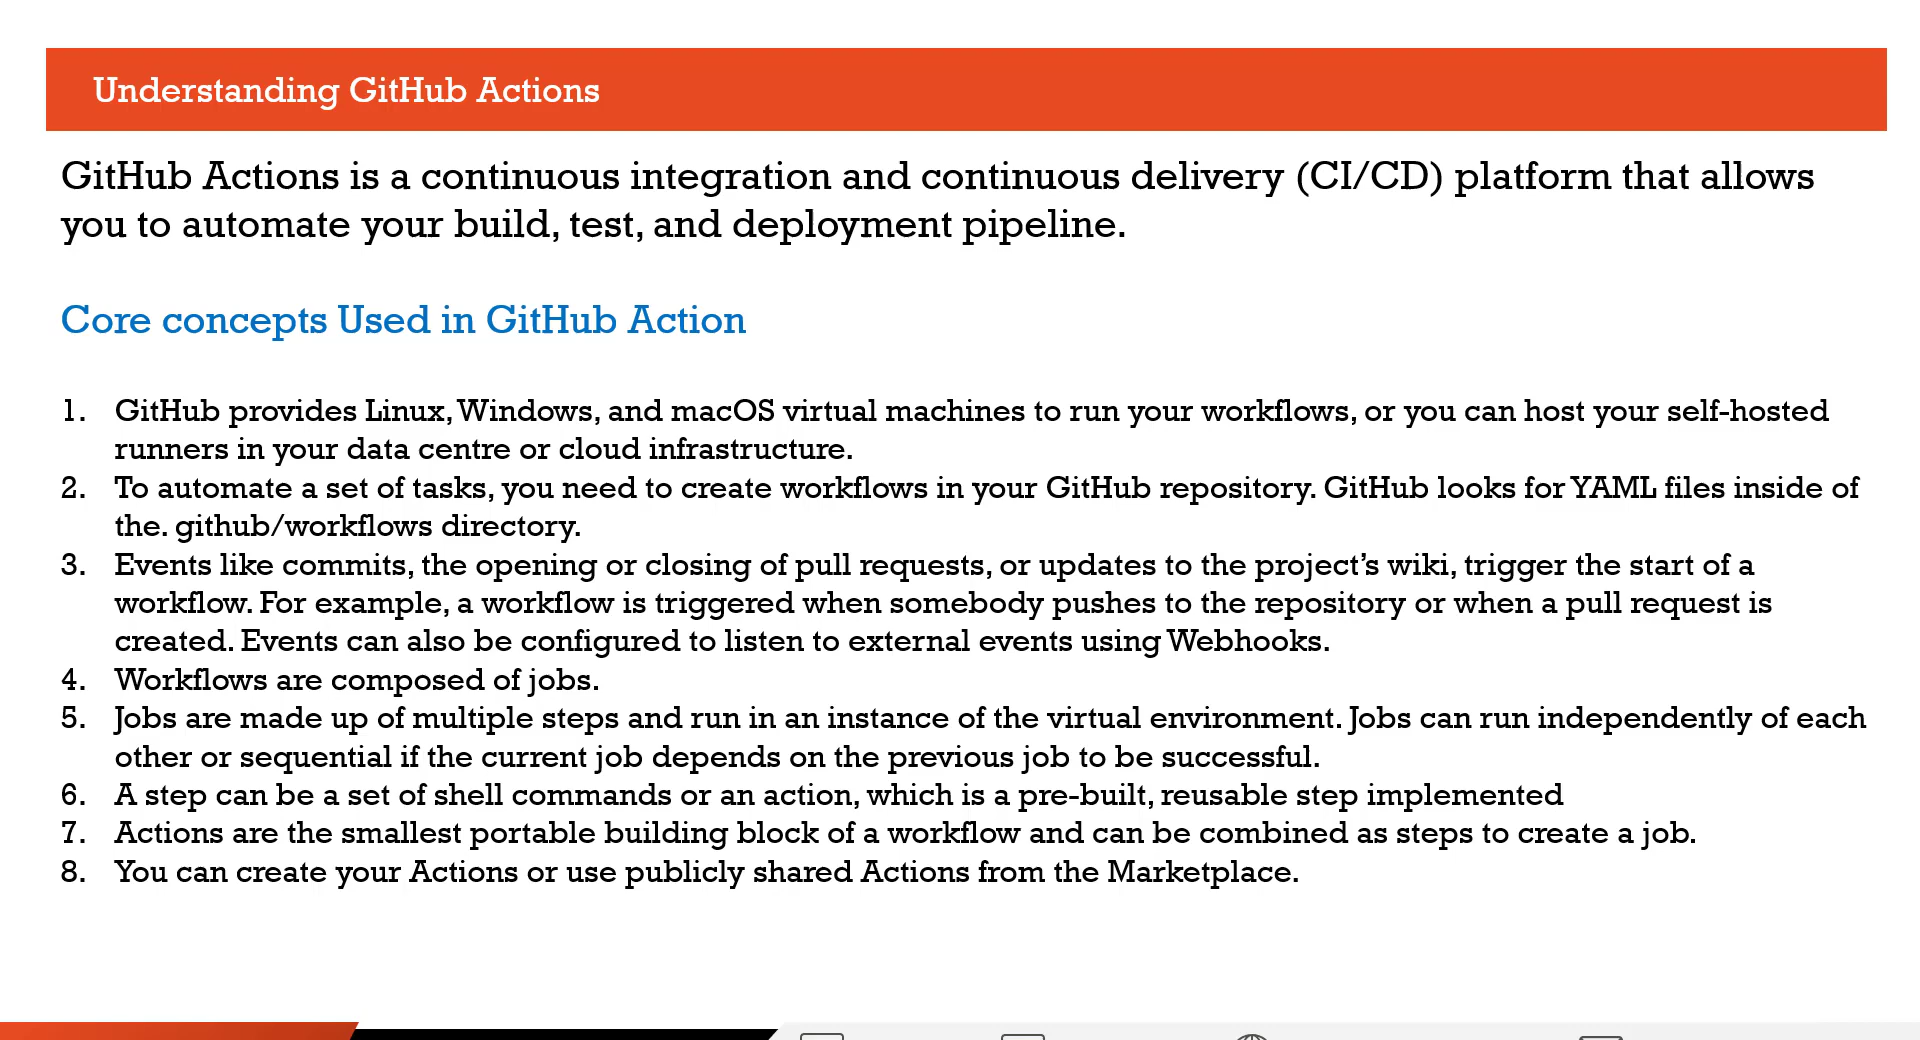 Understanding GitHub Actions
GitHub Actions is a continuous integration and continuous delivery (CI/CD) platform that allows
you to automate your build, test, and deployment pipeline.
Core concepts Used in GitHub Action
1. GitHub provides Linux, Windows, and macOS virtual machines to run your workflows, or you can host your self-hosted
runners in your data centre or cloud infrastructure.
2. To automate a set of tasks, you need to create workflows in your GitHub repository. GitHub looks for YAML files inside of
the. github/workflows directory.
3. Events like commits, the opening or closing of pull requests, or updates to the project’s wiki, trigger the start of a
workflow. For example, a workflow is triggered when somebody pushes to the repository or when a pull request is
created. Events can also be configured to listen to external events using Webhooks.
4. Workflows are composed of jobs.
5. Jobs are made up of multiple steps and run in an instance of the virtual environment. Jobs can run independently of each
other or sequential if the current job depends on the previous job to be successful.
6. A step can be a set of shell commands or an action, which is a pre-built, reusable step implemented
7. Actions are the smallest portable building block of a workflow and can be combined as steps to create a job.
8. You can create your Actions or use publicly shared Actions from the Marketplace.